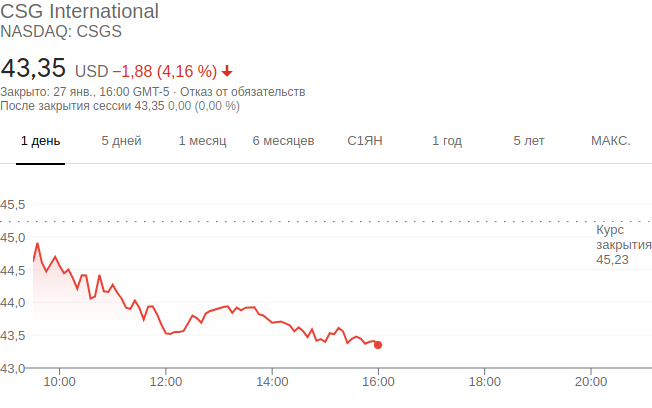 CSG International
NASDAQ: CSGS
43,35 USD −1,88 (4,16 %)
Закрыто: 27 янв., 16:00 GMT-5 · Отказ от обязательств
После закрытия сессии 43,35 0,00 (0,00 %)
1 день 5 дней 1 месяц 6 месяцев С1ЯН 1 год 5 лет МАКС.
45,5
45,0
44,5
44,0
43,5
43,0
Курс
закрытия
45,23
10:00 12:00 14:00 16:00 18:00 20:00